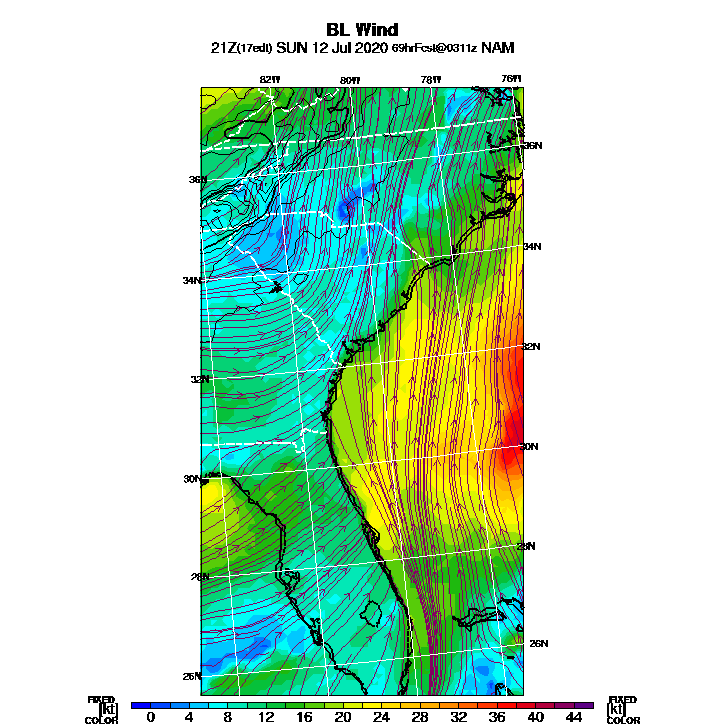 BL Wind
21Z(17edt) SUN 12 Jul 2020 69hrFcst@0311z NAM
82W 80W 78W 76W
36N 36N
34N 34N
32N 32N
30N 30N
28N 28N
26N 26N
FIXED FIXED
[kt] 0 4 8 12 16 20 24 28 32 36 40 44 [kt]
COLOR COLOR